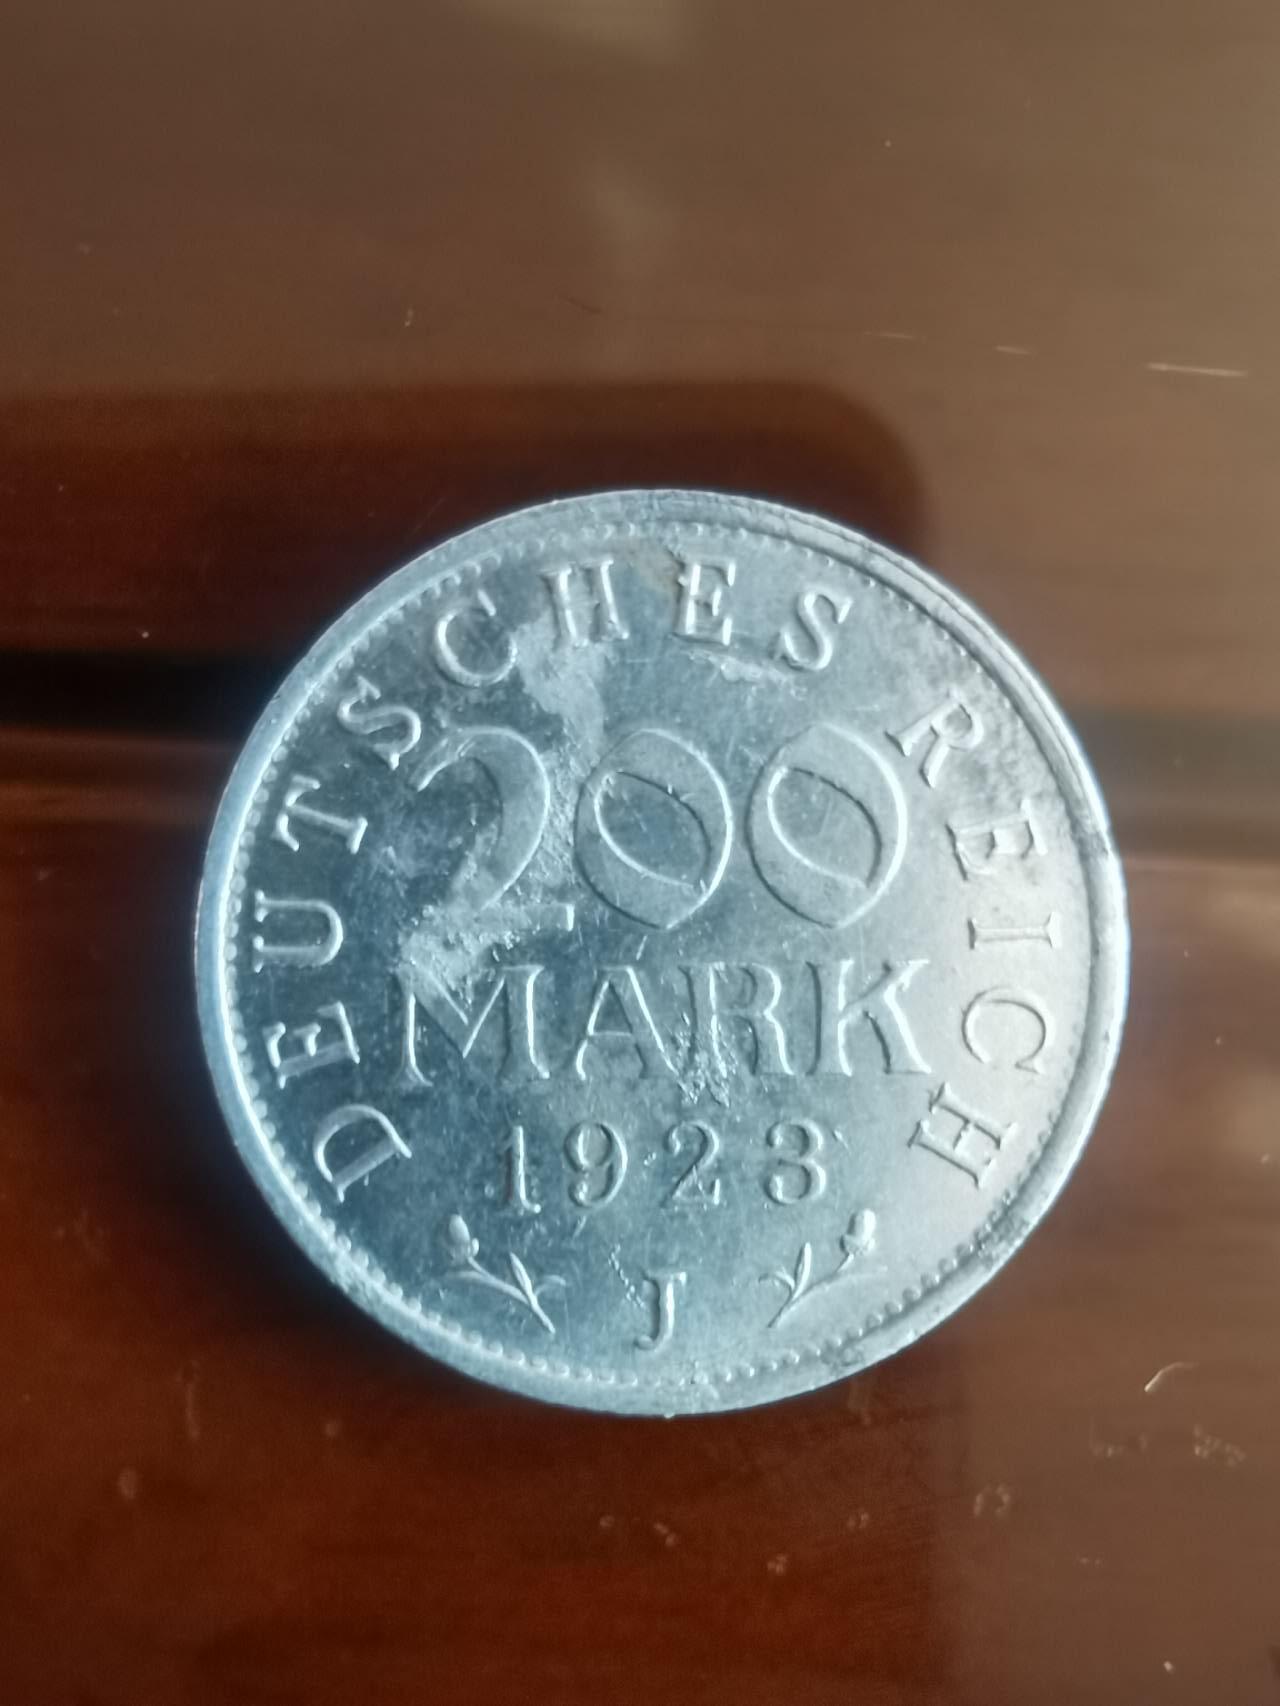 DEUTSCHES REICH
200
MARK
1923
J